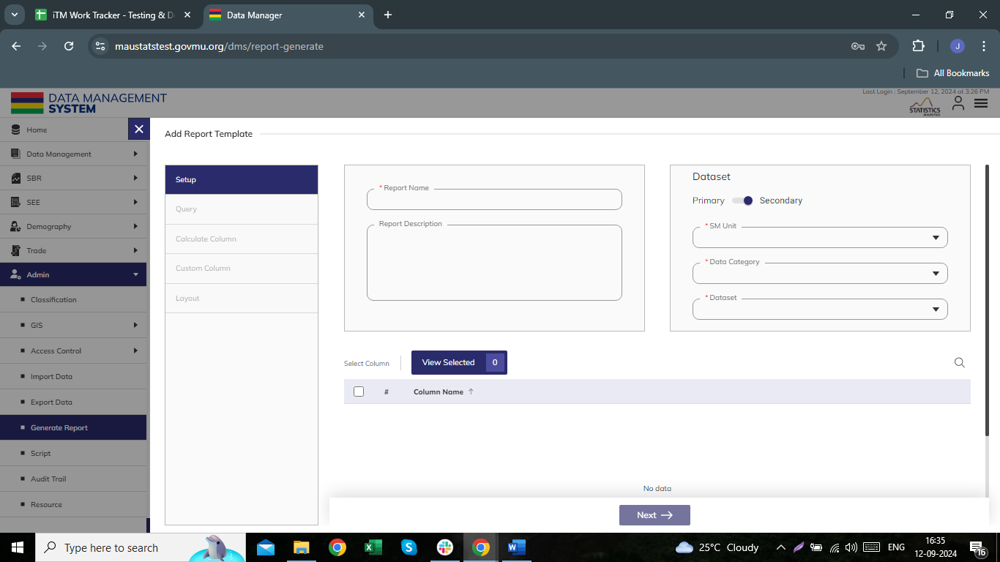 iTM Work Tracker - Testing & D
Data Manager
maustatstest.govmu.org/dms/report-generate
J
All Bookmarks
DATA MANAGEMENT
SYSTEM
Last Login : September 12, 2024 at 3:26 PM
STATISTICS
MAURITIUS
Home
Data Management
SBR
SEE
Demography
Trade
Admin
Classification
GIS
Access Control
Import Data
Export Data
Generate Report
Script
Audit Trail
Resource
Add Report Template
Setup
Query
Calculate Column
Custom Column
Layout
* Report Name
Report Description
Dataset
Primary
Secondary
* SM Unit
* Data Category
* Dataset
Select Column
View Selected 0
# Column Name ↑
No data
Next →
Type here to search
25°C Cloudy
ENG
16:35
12-09-2024
16